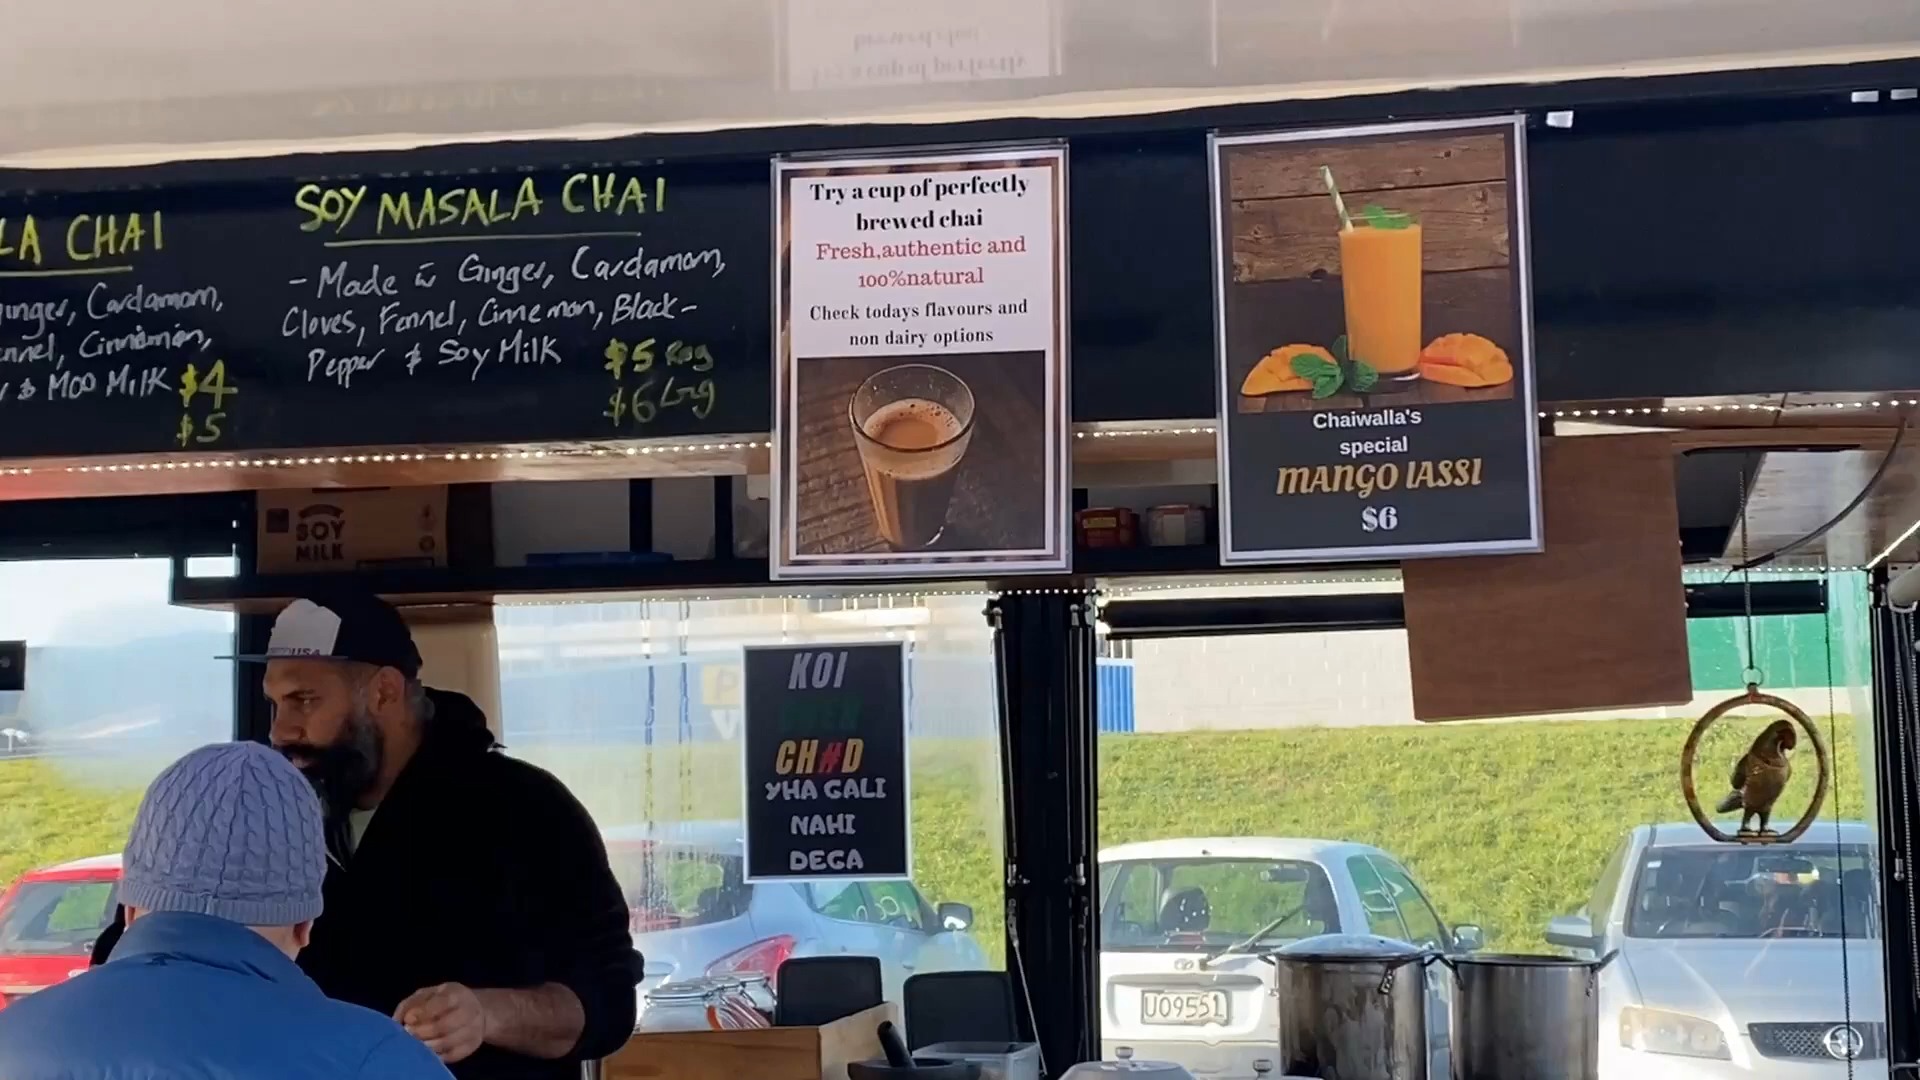 LA CHAI
inger, Cardamom,
ennel, Cinnamon,
& Moo Milk $4
$5
SOY MASALA CHAI
- Made w Ginger, Cardamom,
Cloves, Fennel, Cinnemon, Black-
Pepper & Soy Milk $5 Reg
$6 Lrg
Try a cup of perfectly
brewed chai
Fresh,authentic and
100%natural
Check todays flavours and
non dairy options
Chaiwalla's
special
MANGO lASSI
$6
SOY
MILK
USA
KOI
CH#D
YHA GALI
NAHI
DEGA
UO9551